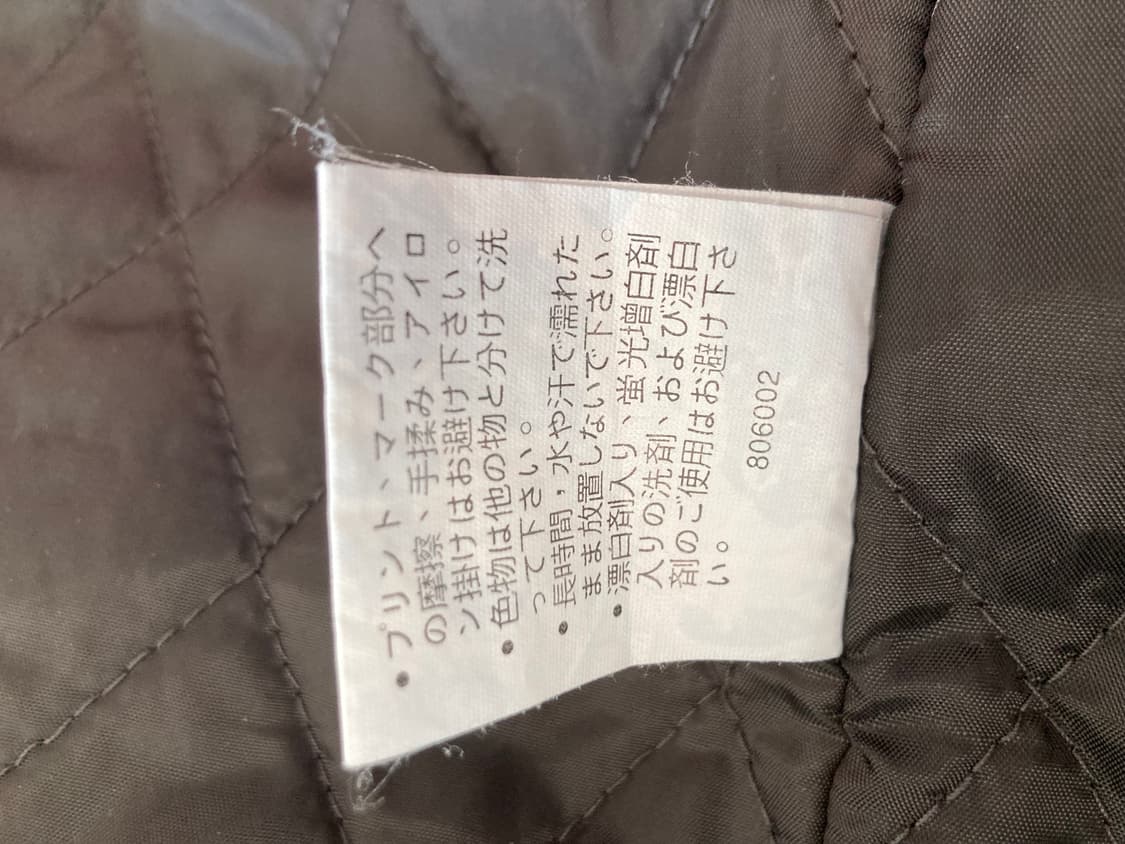 ・プリント、マーク部分へ
の摩擦、手揉み、アイロ
ン掛けはお避け下さい。
・色物は他の物と分けて洗
って下さい。
・長時間・水や汗で濡れた
まま放置しないで下さい。
・漂白剤入り、蛍光増白剤
入りの洗剤、および漂白
剤のご使用はお避け下さ
い。
806002